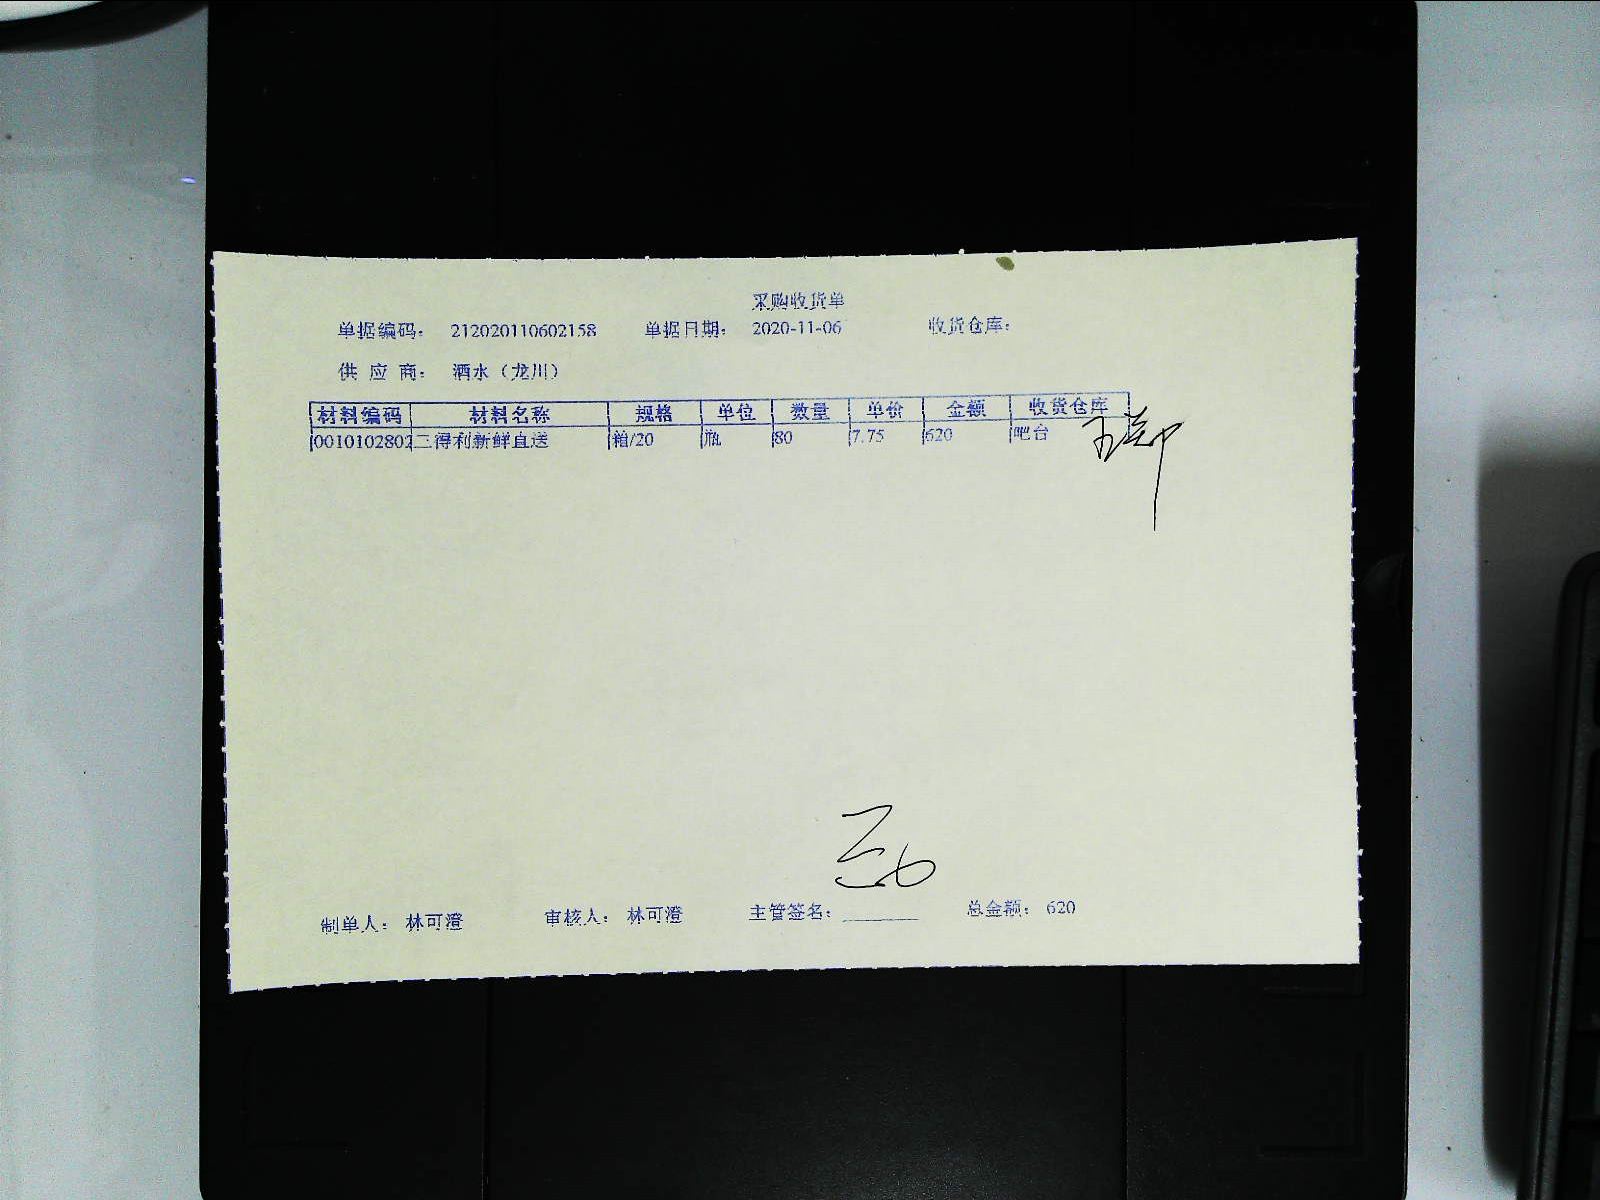 采购收货单
单据编码: 212020110602158 单据日期: 2020-11-06 收货仓库:
供 应 商: 酒水（龙川）
材料编码 材料名称 规格 单位 数量 单价 金额 收货仓库
0010102802 三得利新鲜直送 箱/20 瓶 80 7.75 620 吧台
制单人: 林可澄 审核人: 林可澄 主管签名: 总金额: 620